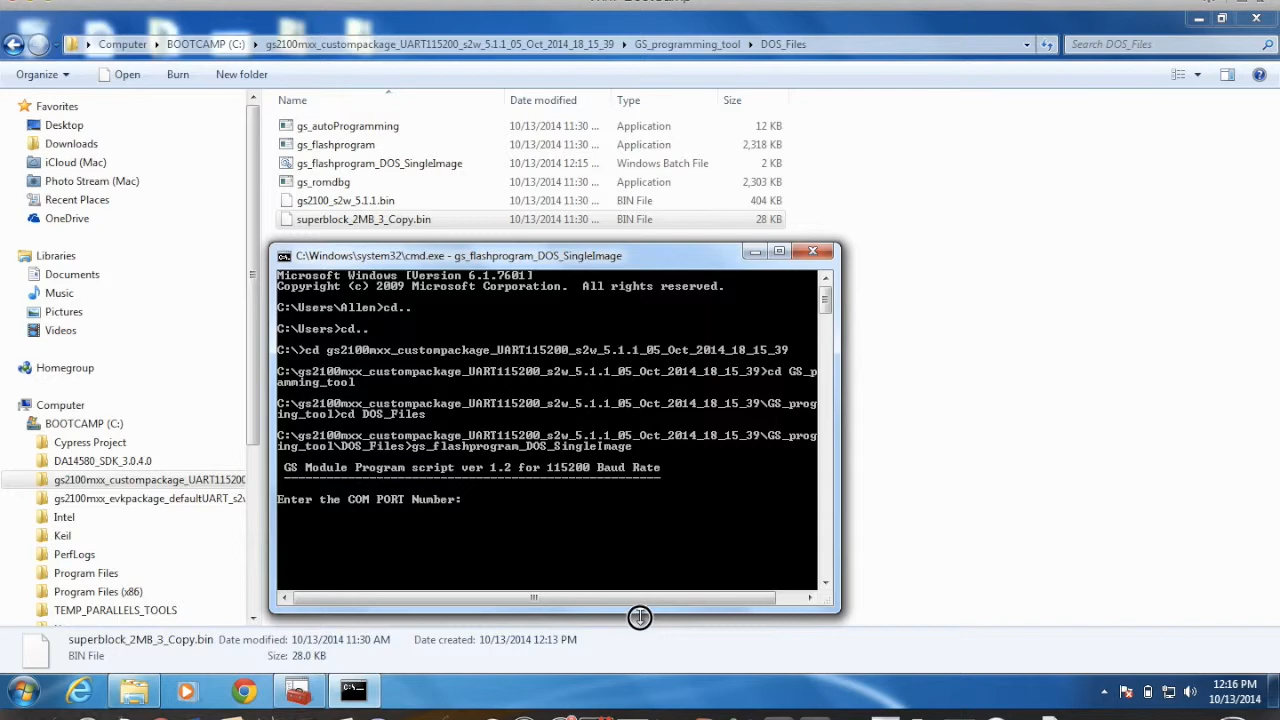 Computer ▸ BOOTCAMP (C:) ▸ gs2100mxx_custompackage_UART115200_s2w_5.1.1_05_Oct_2014_18_15_39 ▸ GS_programming_tool ▸ DOS_Files
Search DOS_Files
Organize
Open
Burn
New folder
Favorites
Desktop
Downloads
iCloud (Mac)
Photo Stream (Mac)
Recent Places
OneDrive
Libraries
Documents
Music
Pictures
Videos
Homegroup
Computer
BOOTCAMP (C:)
Cypress Project
DA14580_SDK_3.0.4.0
gs2100mxx_custompackage_UART115200
gs2100mxx_evkpackage_defaultUART_s2w
Intel
Keil
PerfLogs
Program Files
Program Files (x86)
TEMP_PARALLELS_TOOLS
Name Date modified Type Size
gs_autoProgramming 10/13/2014 11:30 ... Application 12 KB
gs_flashprogram 10/13/2014 11:30 ... Application 2,318 KB
gs_flashprogram_DOS_SingleImage 10/13/2014 12:15 ... Windows Batch File 2 KB
gs_romdbg 10/13/2014 11:30 ... Application 2,303 KB
gs2100_s2w_5.1.1.bin 10/13/2014 11:30 ... BIN File 404 KB
superblock_2MB_3_Copy.bin 10/13/2014 11:30 ... BIN File 28 KB
C:\Windows\system32\cmd.exe - gs_flashprogram_DOS_SingleImage
Microsoft Windows [Version 6.1.7601]
Copyright (c) 2009 Microsoft Corporation. All rights reserved.
C:\Users\Allen>cd..
C:\Users>cd..
C:\>cd gs2100mxx_custompackage_UART115200_s2w_5.1.1_05_Oct_2014_18_15_39
C:\gs2100mxx_custompackage_UART115200_s2w_5.1.1_05_Oct_2014_18_15_39>cd GS_p
amming_tool
C:\gs2100mxx_custompackage_UART115200_s2w_5.1.1_05_Oct_2014_18_15_39\GS_prog
ing_tool>cd DOS_Files
C:\gs2100mxx_custompackage_UART115200_s2w_5.1.1_05_Oct_2014_18_15_39\GS_prog
ing_tool\DOS_Files>gs_flashprogram_DOS_SingleImage
GS Module Program script ver 1.2 for 115200 Baud Rate
------------------------------------------------------
Enter the COM PORT Number:
superblock_2MB_3_Copy.bin Date modified: 10/13/2014 11:30 AM Date created: 10/13/2014 12:13 PM
BIN File Size: 28.0 KB
12:16 PM
10/13/2014